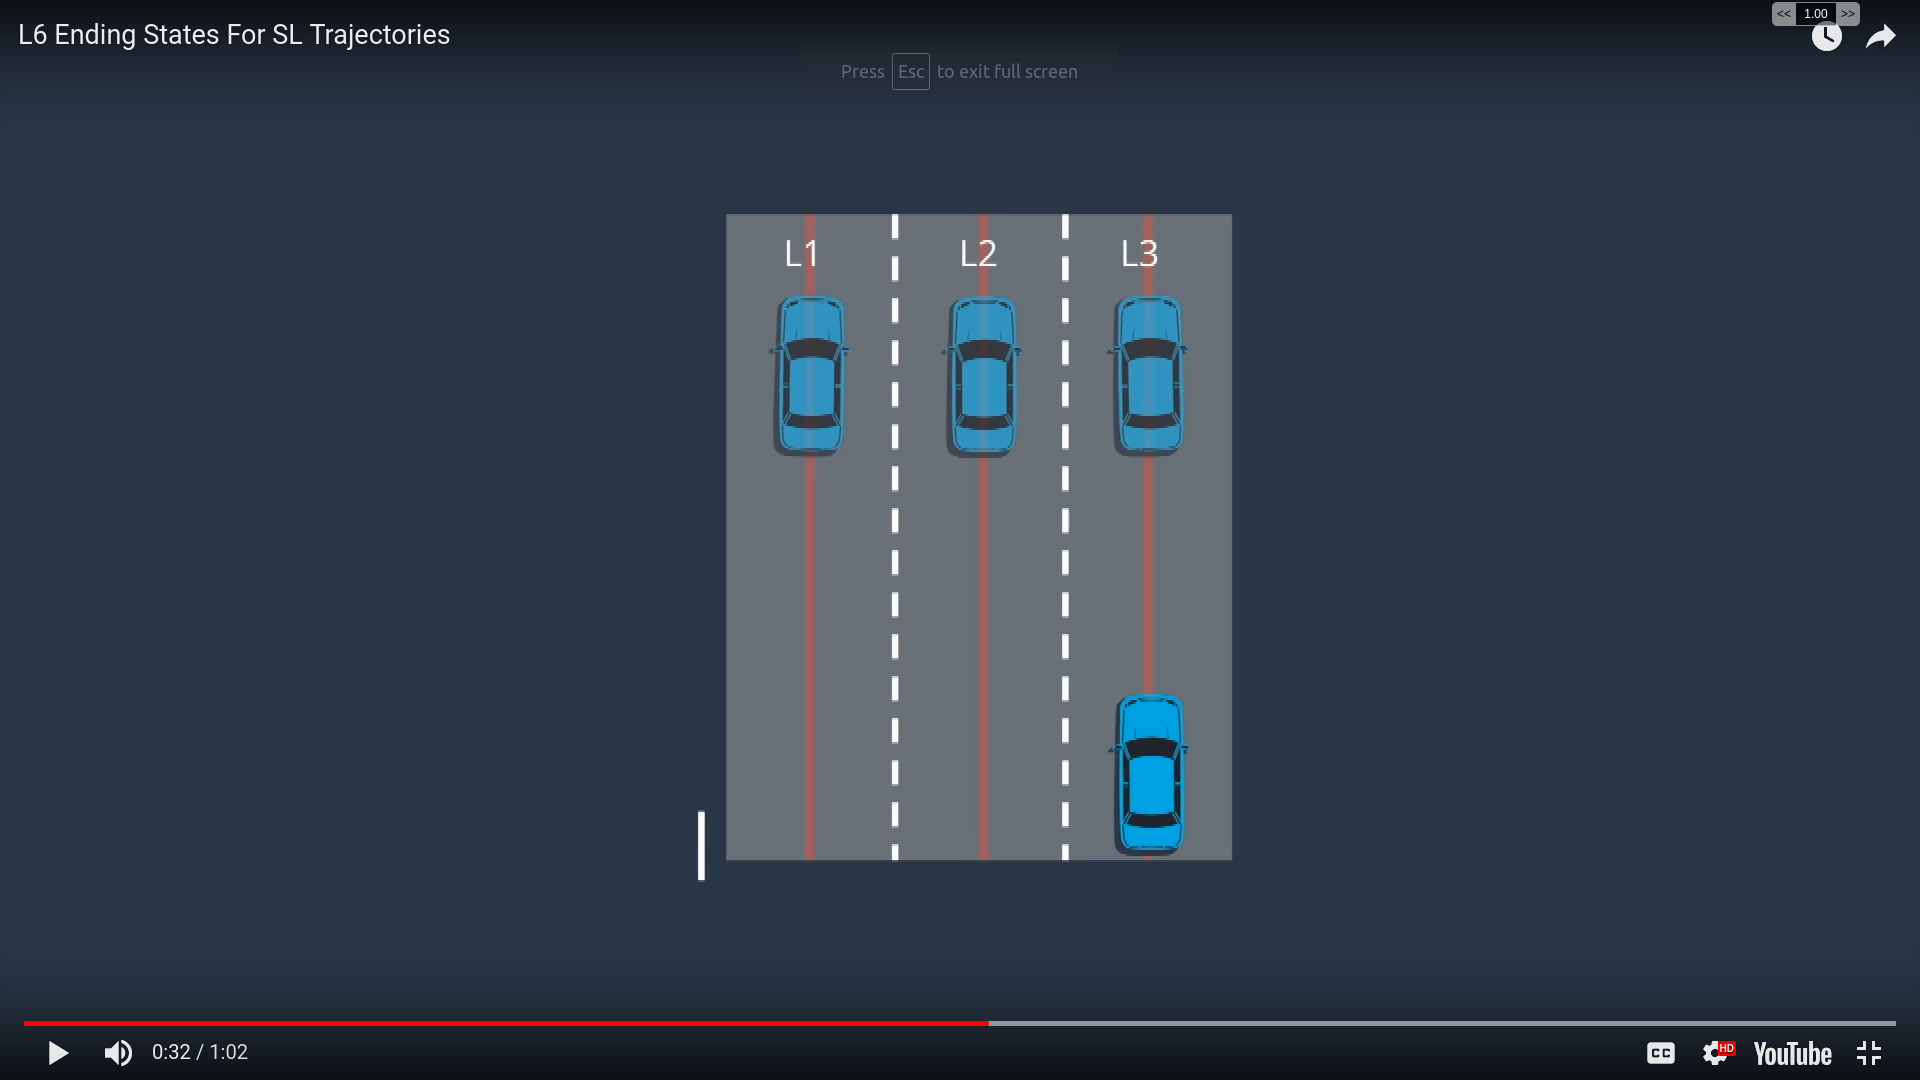 L6 Ending States For SL Trajectories
<< 1.00 >>
Press Esc to exit full screen
L1 L2 L3
0:32 / 1:02
CC HD YouTube